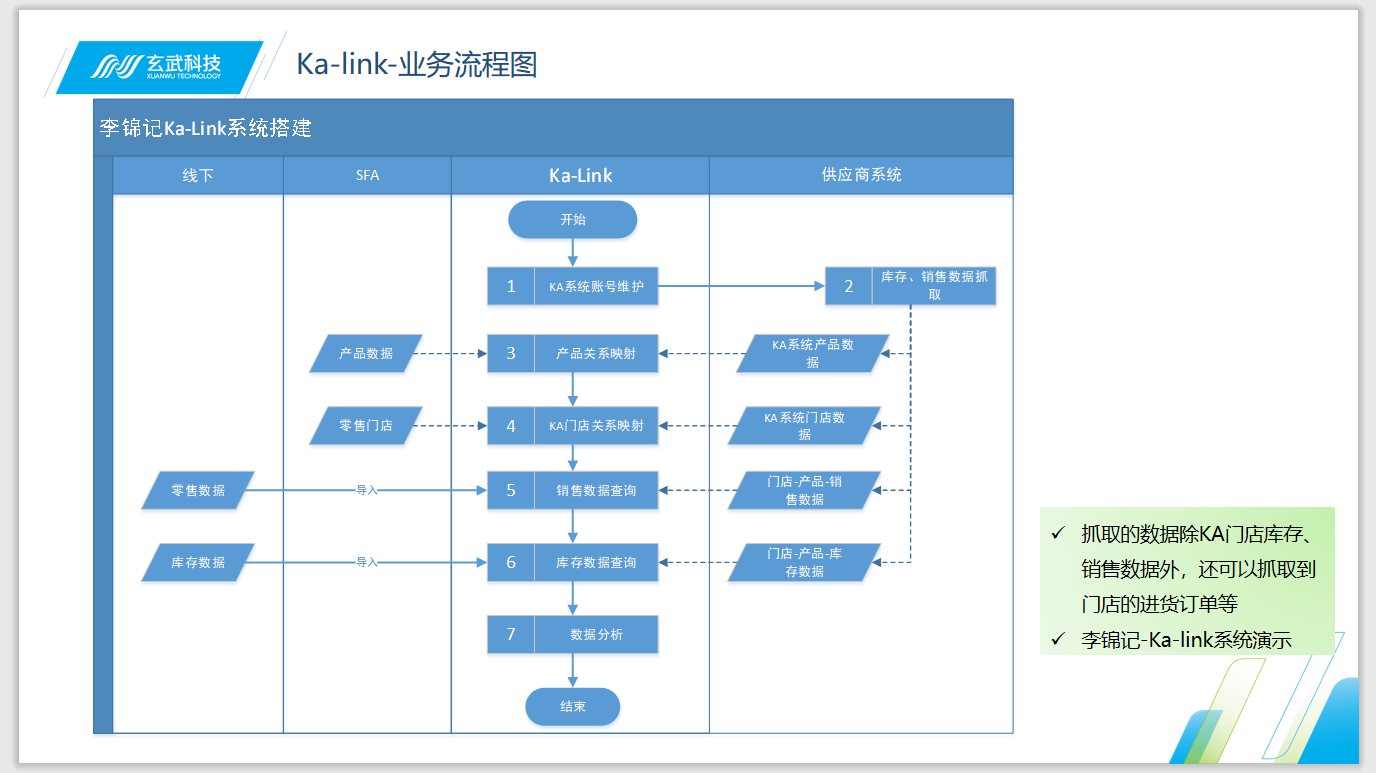 玄武科技
XUANWU TECHNOLOGY
Ka-link-业务流程图
李锦记Ka-Link系统搭建
线下
SFA
Ka-Link
供应商系统
开始
1
KA系统账号维护
2
库存、销售数据抓
取
产品数据
3
产品关系映射
KA系统产品数
据
零售门店
4
KA门店关系映射
KA系统门店数
据
零售数据
导入
5
销售数据查询
门店-产品-销
售数据
库存数据
导入
6
库存数据查询
门店-产品-库
存数据
7
数据分析
结束
✓ 抓取的数据除KA门店库存、
销售数据外，还可以抓取到
门店的进货订单等
✓ 李锦记-Ka-link系统演示